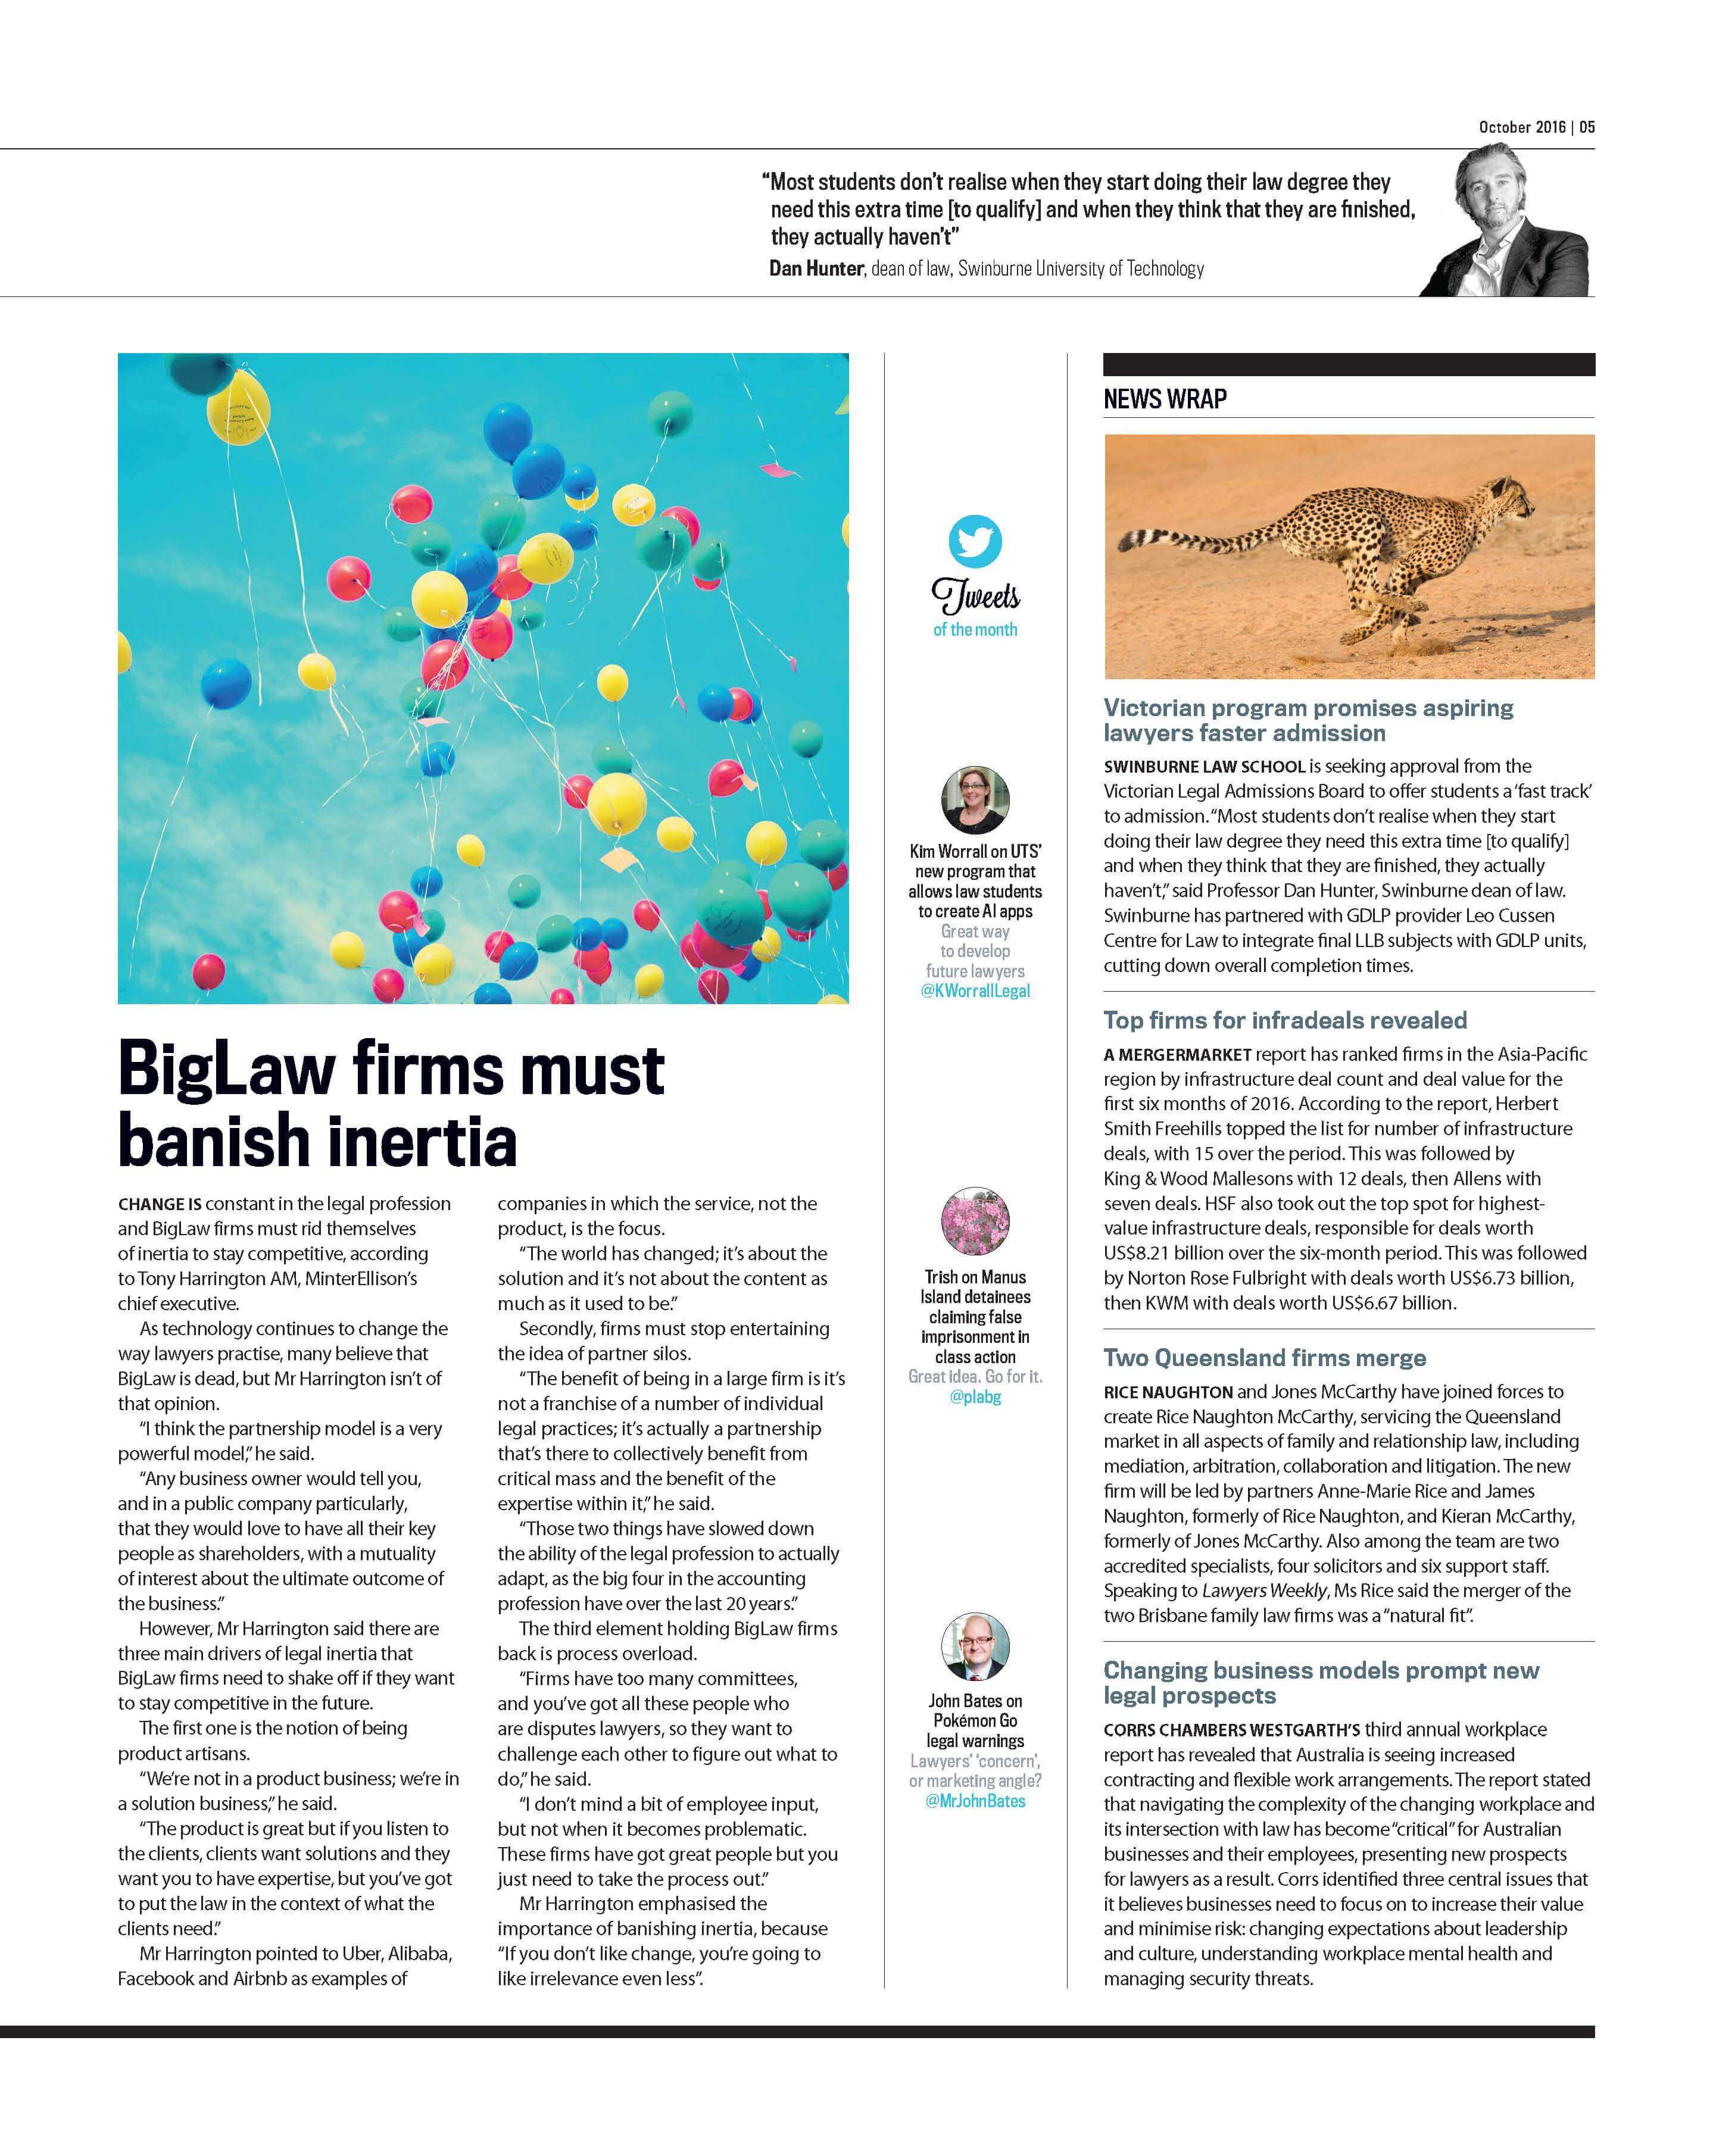 October 2016 | 05
“Most students don’t realise when they start doing their law degree they
need this extra time [to qualify] and when they think that they are finished,
they actually haven’t”
Dan Hunter, dean of law, Swinburne University of Technology
BigLaw firms must
banish inertia
CHANGE IS constant in the legal profession
and BigLaw firms must rid themselves
of inertia to stay competitive, according
to Tony Harrington AM, MinterEllison’s
chief executive.
As technology continues to change the
way lawyers practise, many believe that
BigLaw is dead, but Mr Harrington isn’t of
that opinion.
“I think the partnership model is a very
powerful model,” he said.
“Any business owner would tell you,
and in a public company particularly,
that they would love to have all their key
people as shareholders, with a mutuality
of interest about the ultimate outcome of
the business.”
However, Mr Harrington said there are
three main drivers of legal inertia that
BigLaw firms need to shake off if they want
to stay competitive in the future.
The first one is the notion of being
product artisans.
“We’re not in a product business; we’re in
a solution business,” he said.
“The product is great but if you listen to
the clients, clients want solutions and they
want you to have expertise, but you’ve got
to put the law in the context of what the
clients need.”
Mr Harrington pointed to Uber, Alibaba,
Facebook and Airbnb as examples of
companies in which the service, not the
product, is the focus.
“The world has changed; it’s about the
solution and it’s not about the content as
much as it used to be.”
Secondly, firms must stop entertaining
the idea of partner silos.
“The benefit of being in a large firm is it’s
not a franchise of a number of individual
legal practices; it’s actually a partnership
that’s there to collectively benefit from
critical mass and the benefit of the
expertise within it,” he said.
“Those two things have slowed down
the ability of the legal profession to actually
adapt, as the big four in the accounting
profession have over the last 20 years.”
The third element holding BigLaw firms
back is process overload.
“Firms have too many committees,
and you’ve got all these people who
are disputes lawyers, so they want to
challenge each other to figure out what to
do,” he said.
“I don’t mind a bit of employee input,
but not when it becomes problematic.
These firms have got great people but you
just need to take the process out.”
Mr Harrington emphasised the
importance of banishing inertia, because
“If you don’t like change, you’re going to
like irrelevance even less”.
Tweets
of the month
Kim Worrall on UTS’
new program that
allows law students
to create AI apps
Great way
to develop
future lawyers
@KWorrallLegal
Trish on Manus
Island detainees
claiming false
imprisonment in
class action
Great idea. Go for it.
@plabg
John Bates on
Pokémon Go
legal warnings
Lawyers’ ‘concern’,
or marketing angle?
@MrJohnBates
NEWS WRAP
Victorian program promises aspiring
lawyers faster admission
SWINBURNE LAW SCHOOL is seeking approval from the
Victorian Legal Admissions Board to offer students a ‘fast track’
to admission. “Most students don’t realise when they start
doing their law degree they need this extra time [to qualify]
and when they think that they are finished, they actually
haven’t,” said Professor Dan Hunter, Swinburne dean of law.
Swinburne has partnered with GDLP provider Leo Cussen
Centre for Law to integrate final LLB subjects with GDLP units,
cutting down overall completion times.
Top firms for infradeals revealed
A MERGERMARKET report has ranked firms in the Asia-Pacific
region by infrastructure deal count and deal value for the
first six months of 2016. According to the report, Herbert
Smith Freehills topped the list for number of infrastructure
deals, with 15 over the period. This was followed by
King & Wood Mallesons with 12 deals, then Allens with
seven deals. HSF also took out the top spot for highest-
value infrastructure deals, responsible for deals worth
US$8.21 billion over the six-month period. This was followed
by Norton Rose Fulbright with deals worth US$6.73 billion,
then KWM with deals worth US$6.67 billion.
Two Queensland firms merge
RICE NAUGHTON and Jones McCarthy have joined forces to
create Rice Naughton McCarthy, servicing the Queensland
market in all aspects of family and relationship law, including
mediation, arbitration, collaboration and litigation. The new
firm will be led by partners Anne-Marie Rice and James
Naughton, formerly of Rice Naughton, and Kieran McCarthy,
formerly of Jones McCarthy. Also among the team are two
accredited specialists, four solicitors and six support staff.
Speaking to Lawyers Weekly, Ms Rice said the merger of the
two Brisbane family law firms was a “natural fit”.
Changing business models prompt new
legal prospects
CORRS CHAMBERS WESTGARTH’S third annual workplace
report has revealed that Australia is seeing increased
contracting and flexible work arrangements. The report stated
that navigating the complexity of the changing workplace and
its intersection with law has become “critical” for Australian
businesses and their employees, presenting new prospects
for lawyers as a result. Corrs identified three central issues that
it believes businesses need to focus on to increase their value
and minimise risk: changing expectations about leadership
and culture, understanding workplace mental health and
managing security threats.